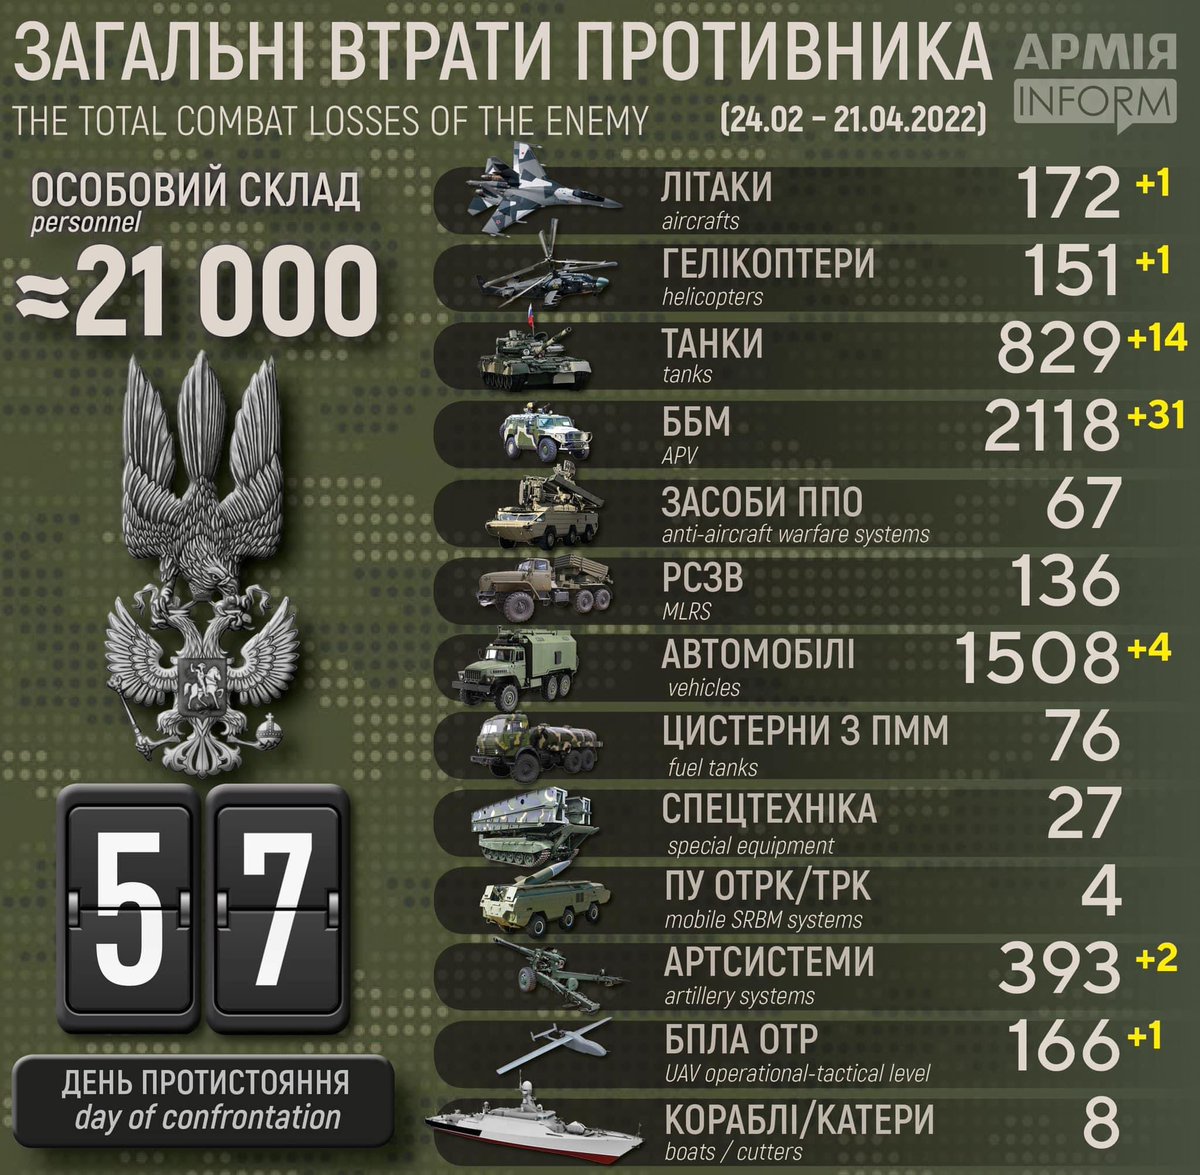 ЗАГАЛЬНІ ВТРАТИ ПРОТИВНИКА
АРМІЯ
INFORM
THE TOTAL COMBAT LOSSES OF THE ENEMY (24.02 – 21.04.2022)
ОСОБОВИЙ СКЛАД
personnel
≈21 000
ЛІТАКИ 172 +1
aircrafts
ГЕЛІКОПТЕРИ 151 +1
helicopters
ТАНКИ 829 +14
tanks
ББМ 2118 +31
APV
ЗАСОБИ ППО 67
anti-aircraft warfare systems
РСЗВ 136
MLRS
АВТОМОБІЛІ 1508 +4
vehicles
ЦИСТЕРНИ З ПММ 76
fuel tanks
СПЕЦТЕХНІКА 27
special equipment
ПУ ОТРК/ТРК 4
mobile SRBM systems
АРТСИСТЕМИ 393 +2
artillery systems
БПЛА ОТР 166 +1
UAV operational-tactical level
КОРАБЛІ/КАТЕРИ 8
boats / cutters
57
ДЕНЬ ПРОТИСТОЯННЯ
day of confrontation